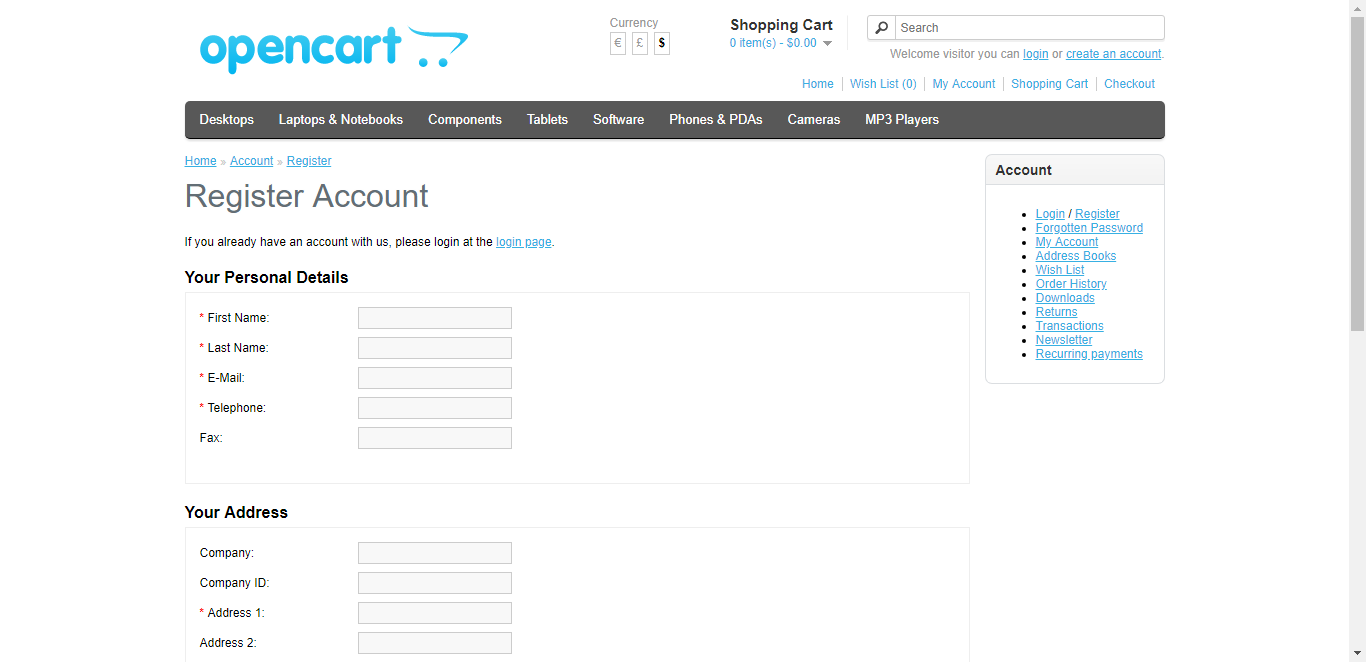 opencart
Currency
€ £ $
Shopping Cart
0 item(s) - $0.00
Search
Welcome visitor you can login or create an account.
Home Wish List (0) My Account Shopping Cart Checkout
Desktops Laptops & Notebooks Components Tablets Software Phones & PDAs Cameras MP3 Players
Home » Account » Register
Register Account
If you already have an account with us, please login at the login page.
Your Personal Details
* First Name:
* Last Name:
* E-Mail:
* Telephone:
Fax:
Your Address
Company:
Company ID:
* Address 1:
Address 2:
Account
Login / Register
Forgotten Password
My Account
Address Books
Wish List
Order History
Downloads
Returns
Transactions
Newsletter
Recurring payments